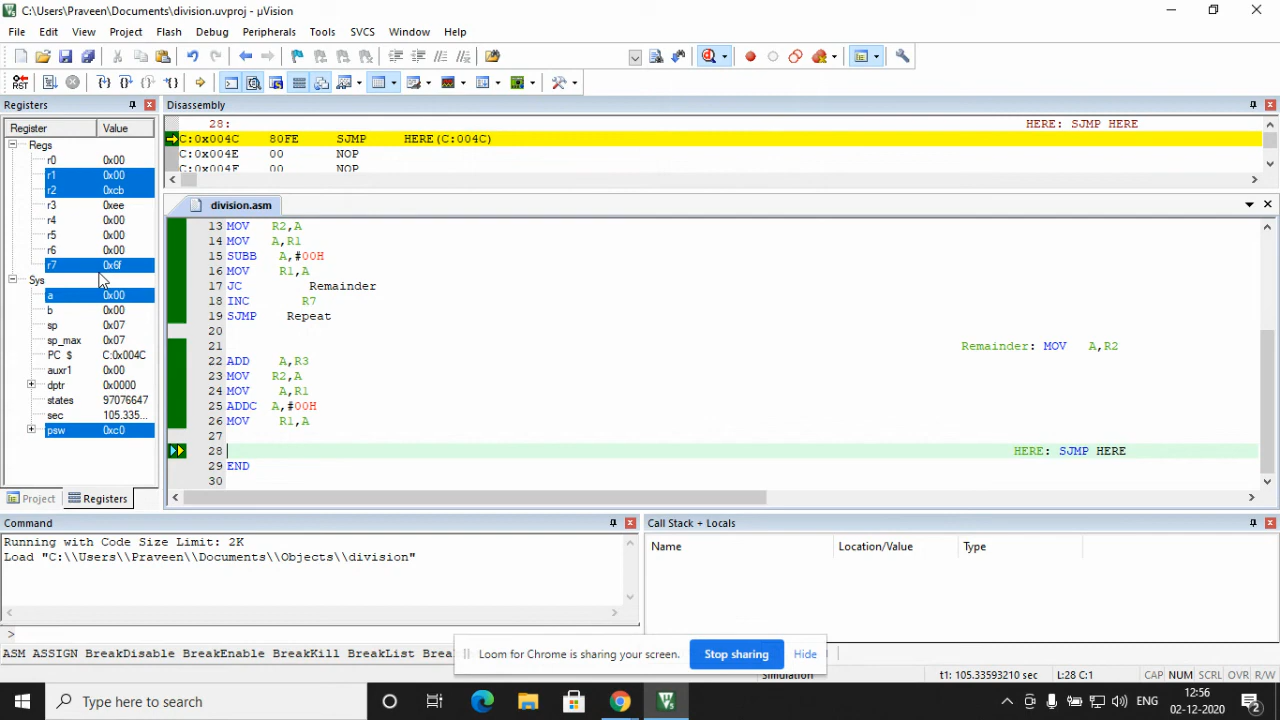 C:\Users\Praveen\Documents\division.uvproj - µVision
File Edit View Project Flash Debug Peripherals Tools SVCS Window Help
Registers
Register Value
Regs
r0 0x00
r1 0x00
r2 0xcb
r3 0xee
r4 0x00
r5 0x00
r6 0x00
r7 0x6f
Sys
a 0x00
b 0x00
sp 0x07
sp_max 0x07
PC $ C:0x004C
auxr1 0x00
dptr 0x0000
states 97076647
sec 105.335...
psw 0xc0
Project Registers
Disassembly
28: HERE: SJMP HERE
C:0x004C 80FE SJMP HERE(C:004C)
C:0x004E 00 NOP
C:0x004F 00 NOP
division.asm
13 MOV R2,A
14 MOV A,R1
15 SUBB A,#00H
16 MOV R1,A
17 JC Remainder
18 INC R7
19 SJMP Repeat
20
21 Remainder: MOV A,R2
22 ADD A,R3
23 MOV R2,A
24 MOV A,R1
25 ADDC A,#00H
26 MOV R1,A
27
28 HERE: SJMP HERE
29 END
30
Command
Running with Code Size Limit: 2K
Load "C:\\Users\\Praveen\\Documents\\Objects\\division"
>
ASM ASSIGN BreakDisable BreakEnable BreakKill BreakList Brea
Call Stack + Locals
Name Location/Value Type
Loom for Chrome is sharing your screen. Stop sharing Hide
Simulation t1: 105.33593210 sec L:28 C:1 CAP NUM SCRL OVR R/W
Type here to search
ENG
12:56
02-12-2020
2